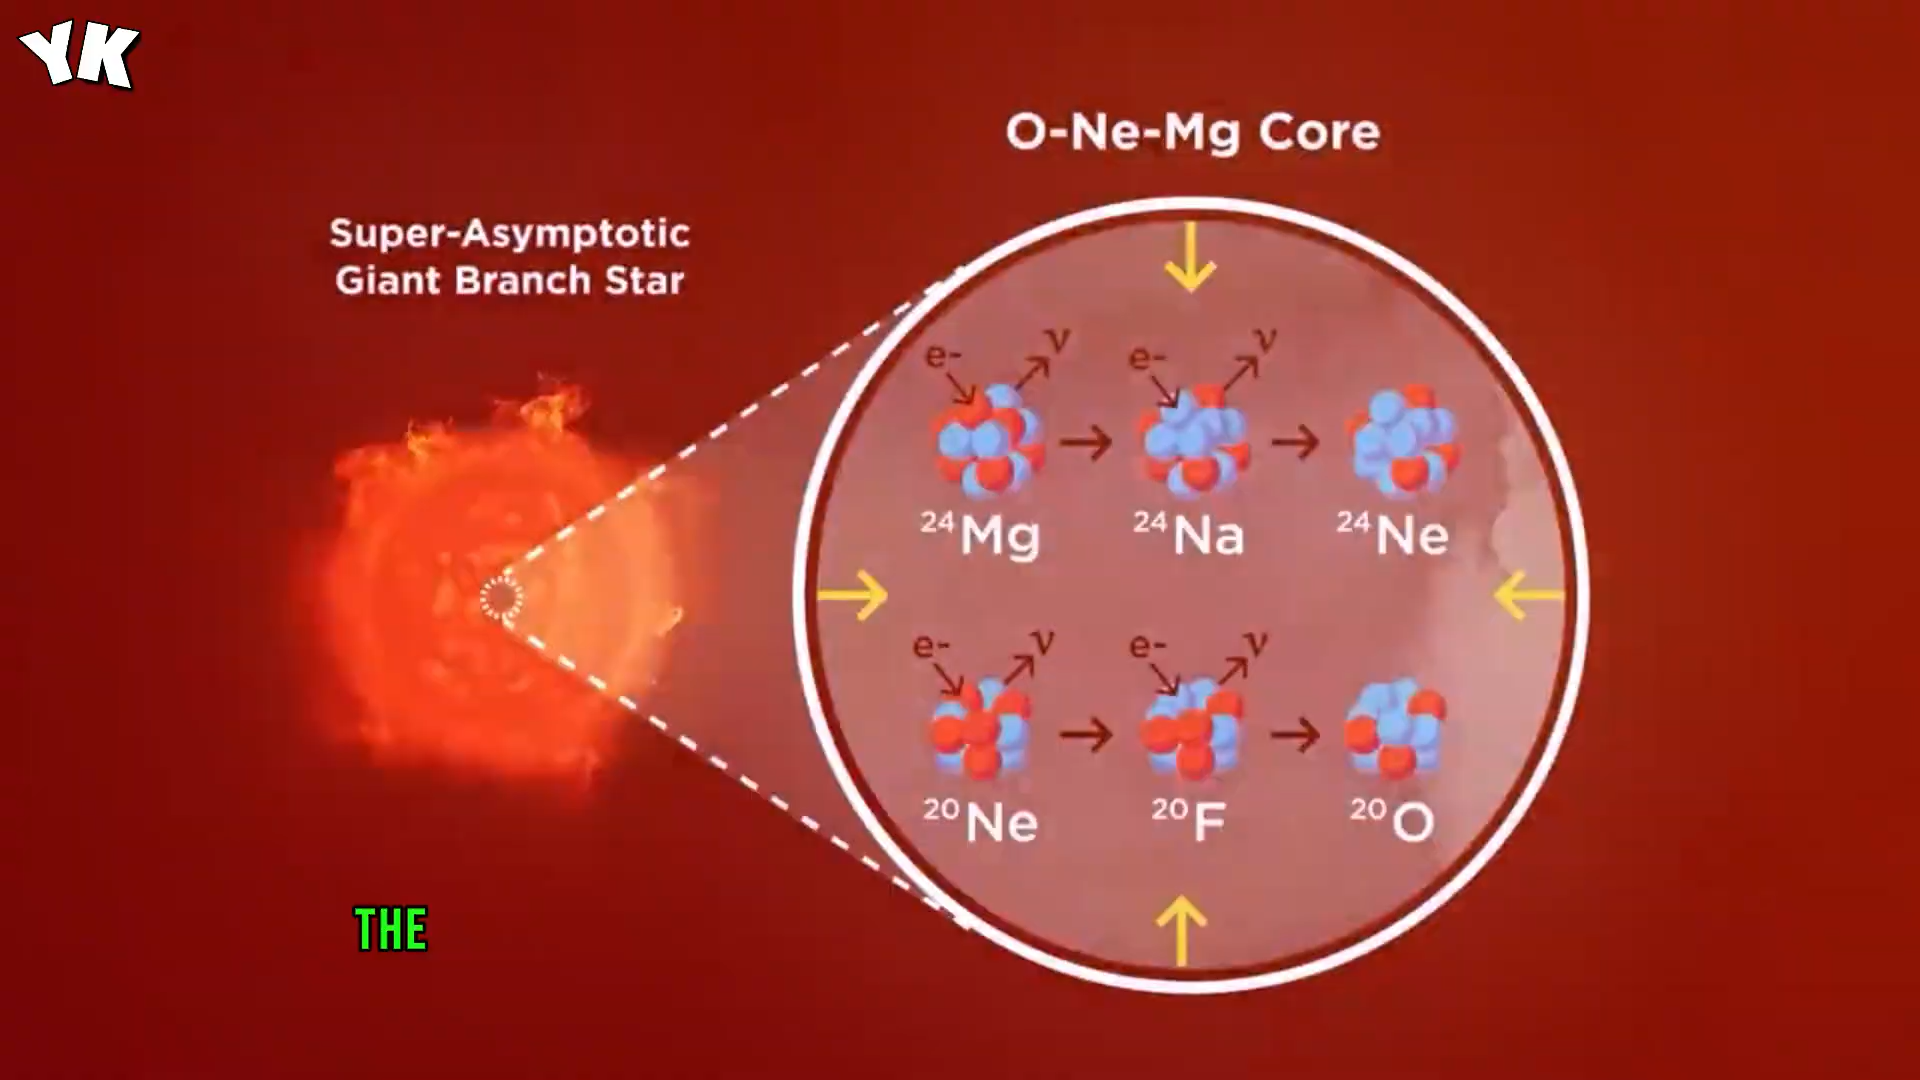 YK
O-Ne-Mg Core
Super-Asymptotic
Giant Branch Star
e- ν e- ν
²⁴Mg → ²⁴Na → ²⁴Ne
e- ν e- ν
²⁰Ne → ²⁰F → ²⁰O
THE